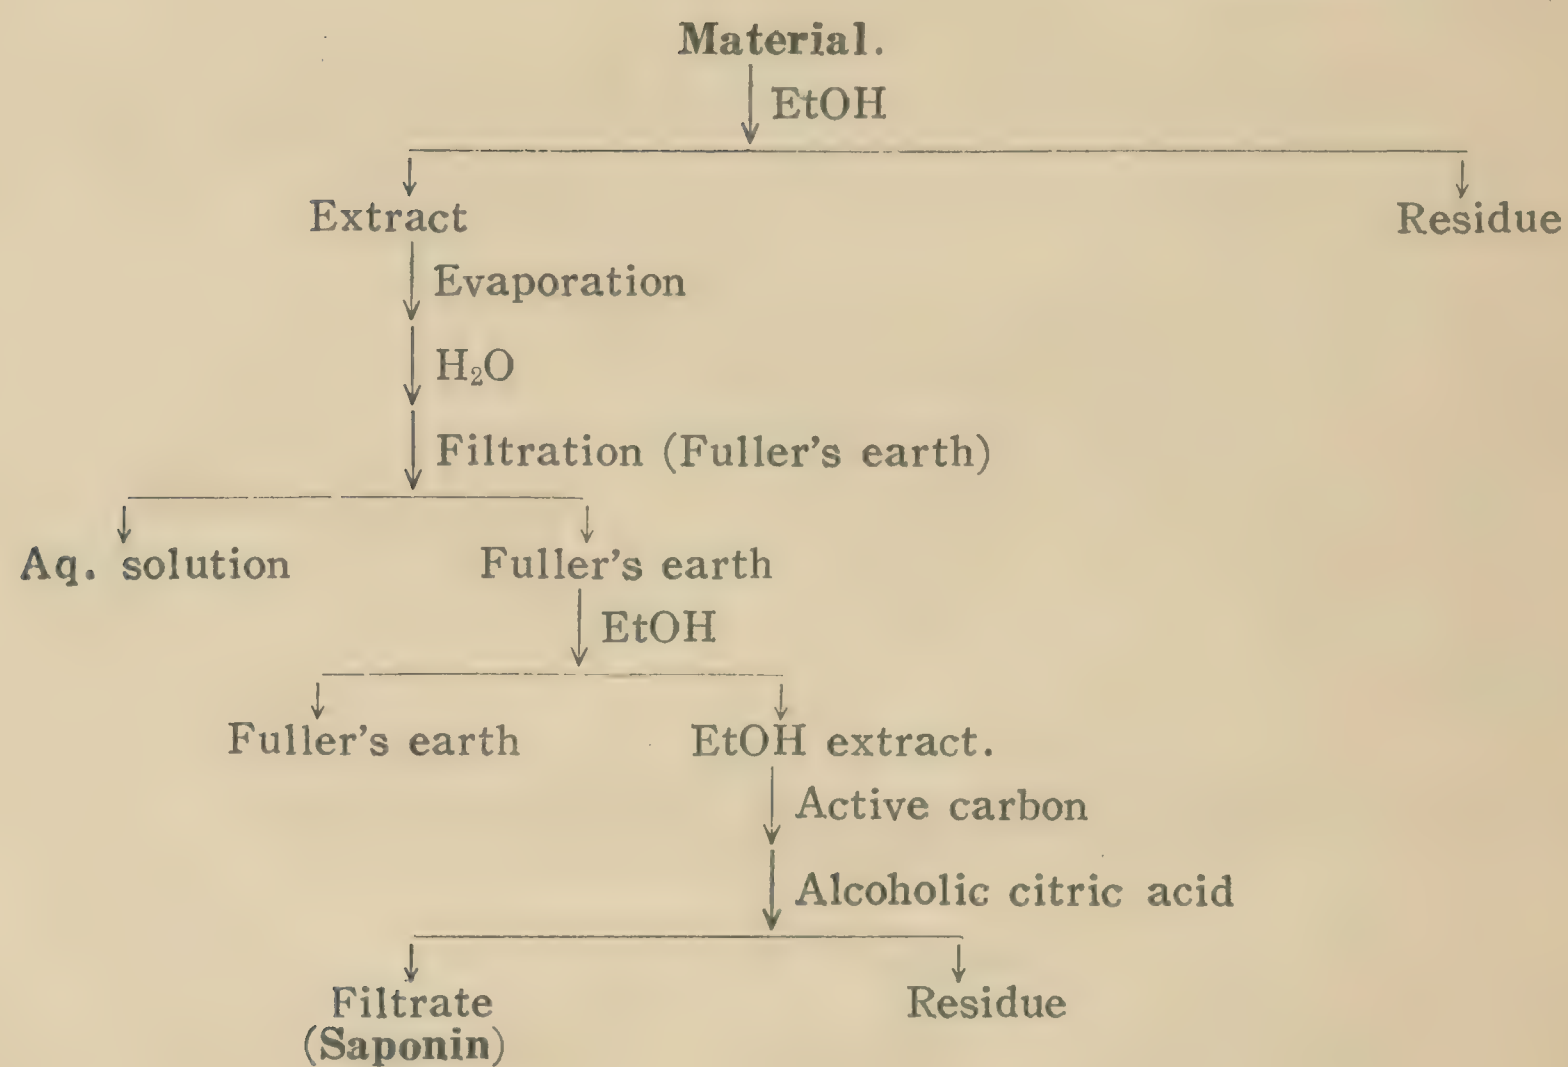 Material.
EtOH
Extract
Residue
Evaporation
H₂O
Filtration (Fuller's earth)
Aq. solution
Fuller's earth
EtOH
Fuller's earth
EtOH extract.
Active carbon
Alcoholic citric acid
Filtrate
(Saponin)
Residue